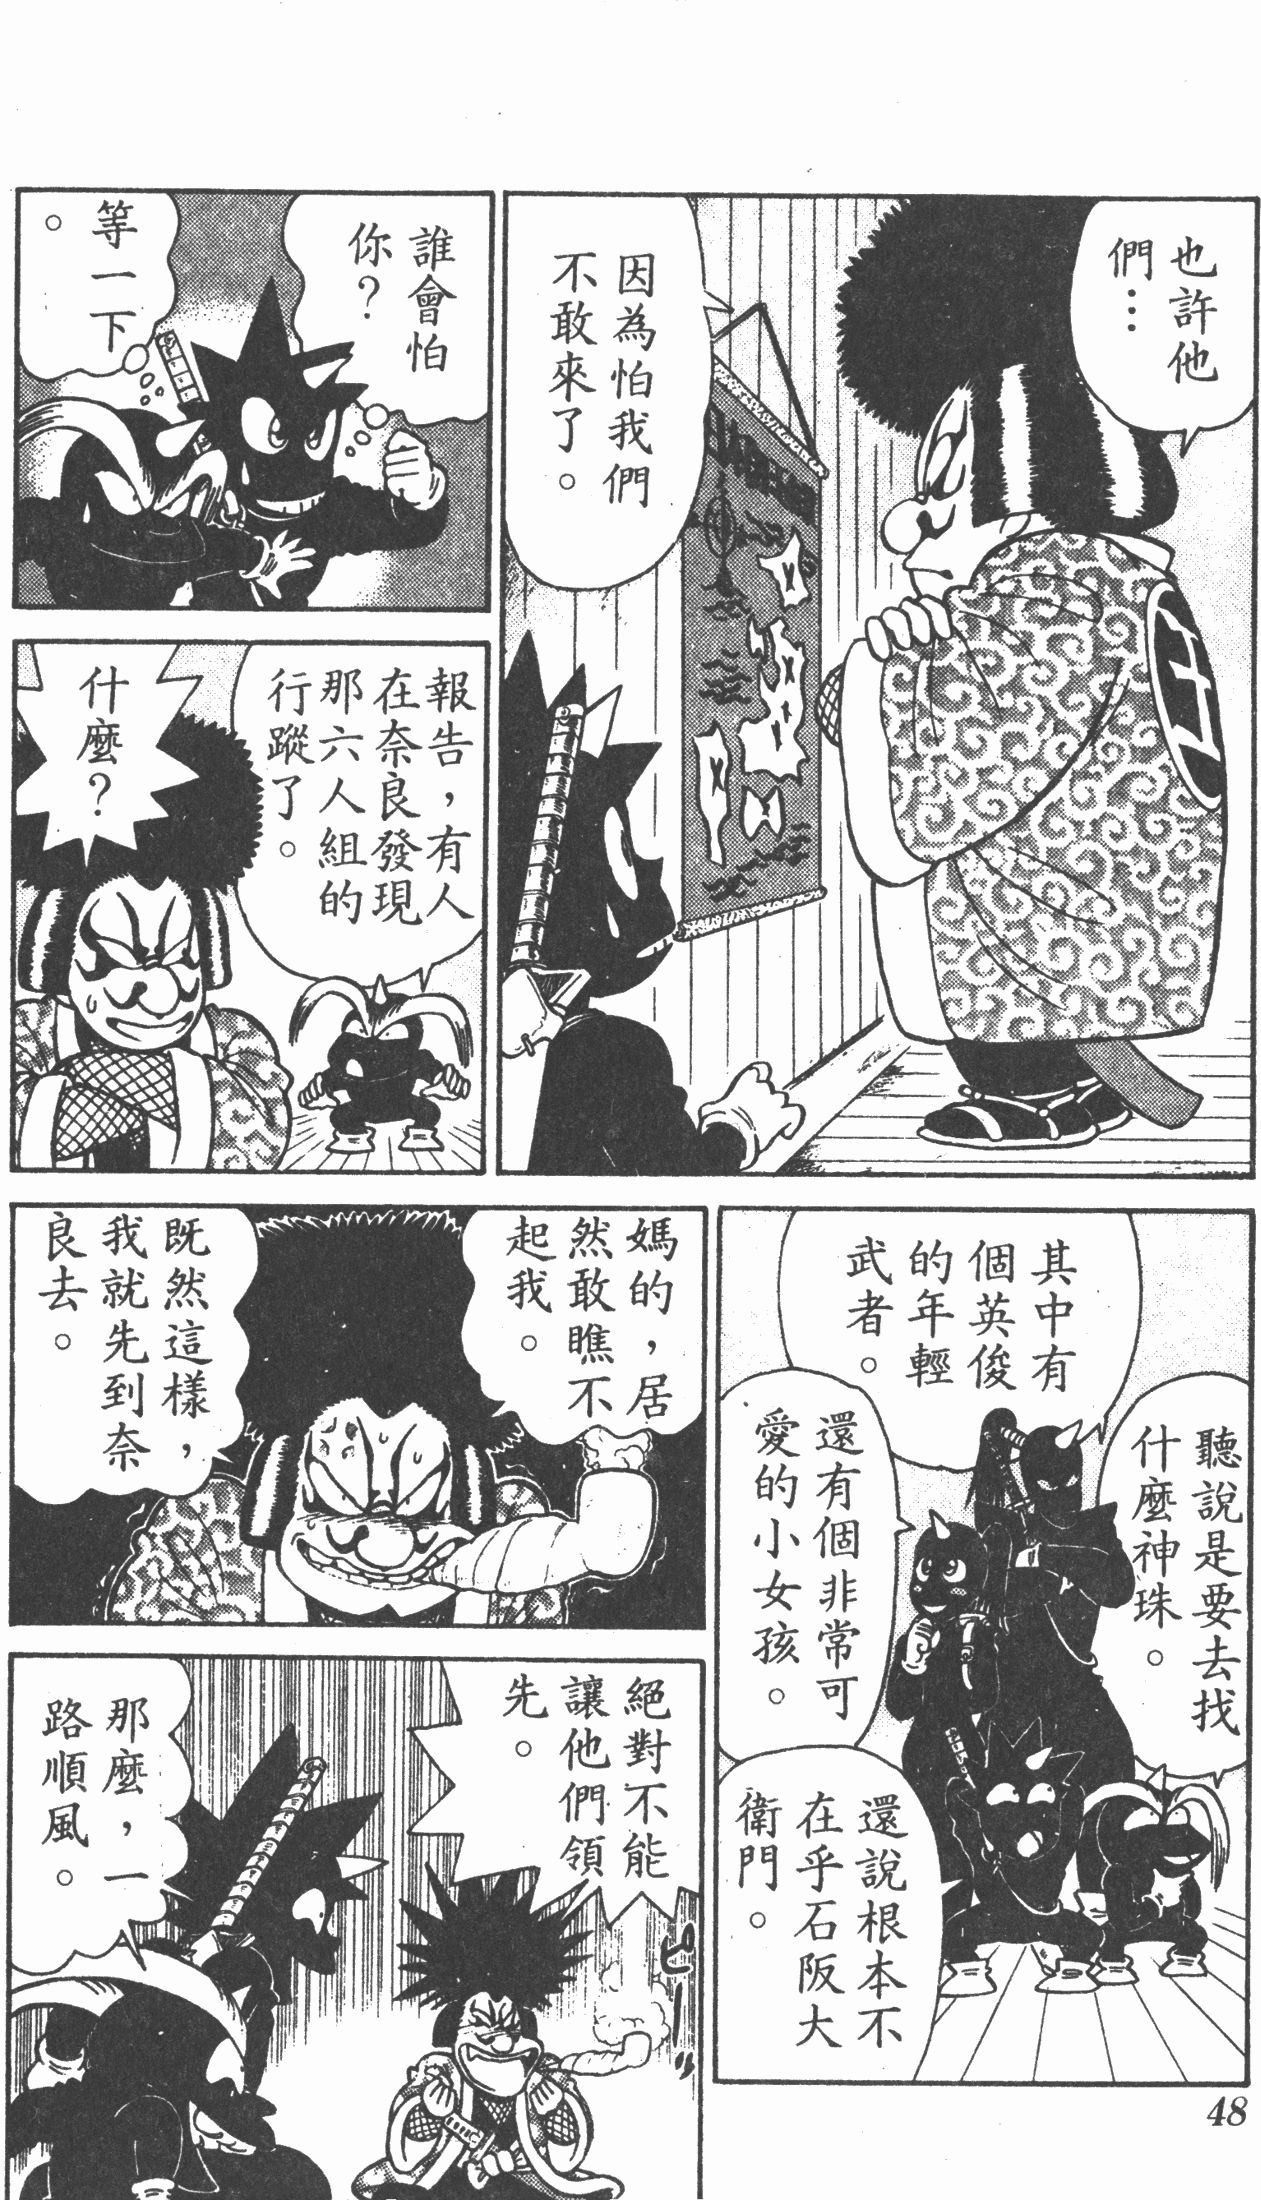 也許他
們…
因為怕我們
不敢來了。
誰會怕
你？
等一下
。
報告，有人
在奈良發現
那六人組的
行蹤了。
什麼？
其中有
個英俊
的年輕
武者。
聽說是要去找
什麼神珠。
還有個非常可
愛的小女孩。
還說根本不
在乎石阪大
衛門。
媽的，居
然敢瞧不
起我。
既然這樣，
我就先到奈
良去。
絕對不能
讓他們領
先。
ピーッ
那麼，一
路順風。
48